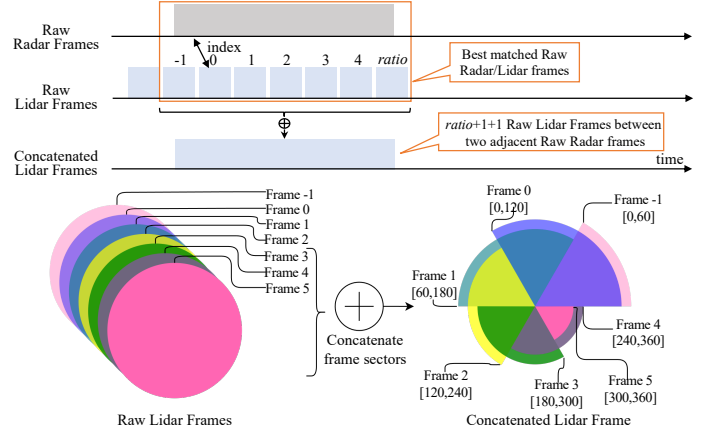 Raw
Radar Frames
index
-1 0 1 2 3 4 ratio
Best matched Raw
Radar/Lidar frames
Raw
Lidar Frames
ratio+1+1 Raw Lidar Frames between
two adjacent Raw Radar frames
Concatenated
Lidar Frames
time
Frame -1
Frame 0
Frame 1
Frame 2
Frame 3
Frame 4
Frame 5
Concatenate
frame sectors
Raw Lidar Frames
Frame 0
[0,120]
Frame -1
[0,60]
Frame 1
[60,180]
Frame 4
[240,360]
Frame 2
[120,240]
Frame 3
[180,300]
Frame 5
[300,360]
Concatenated Lidar Frame